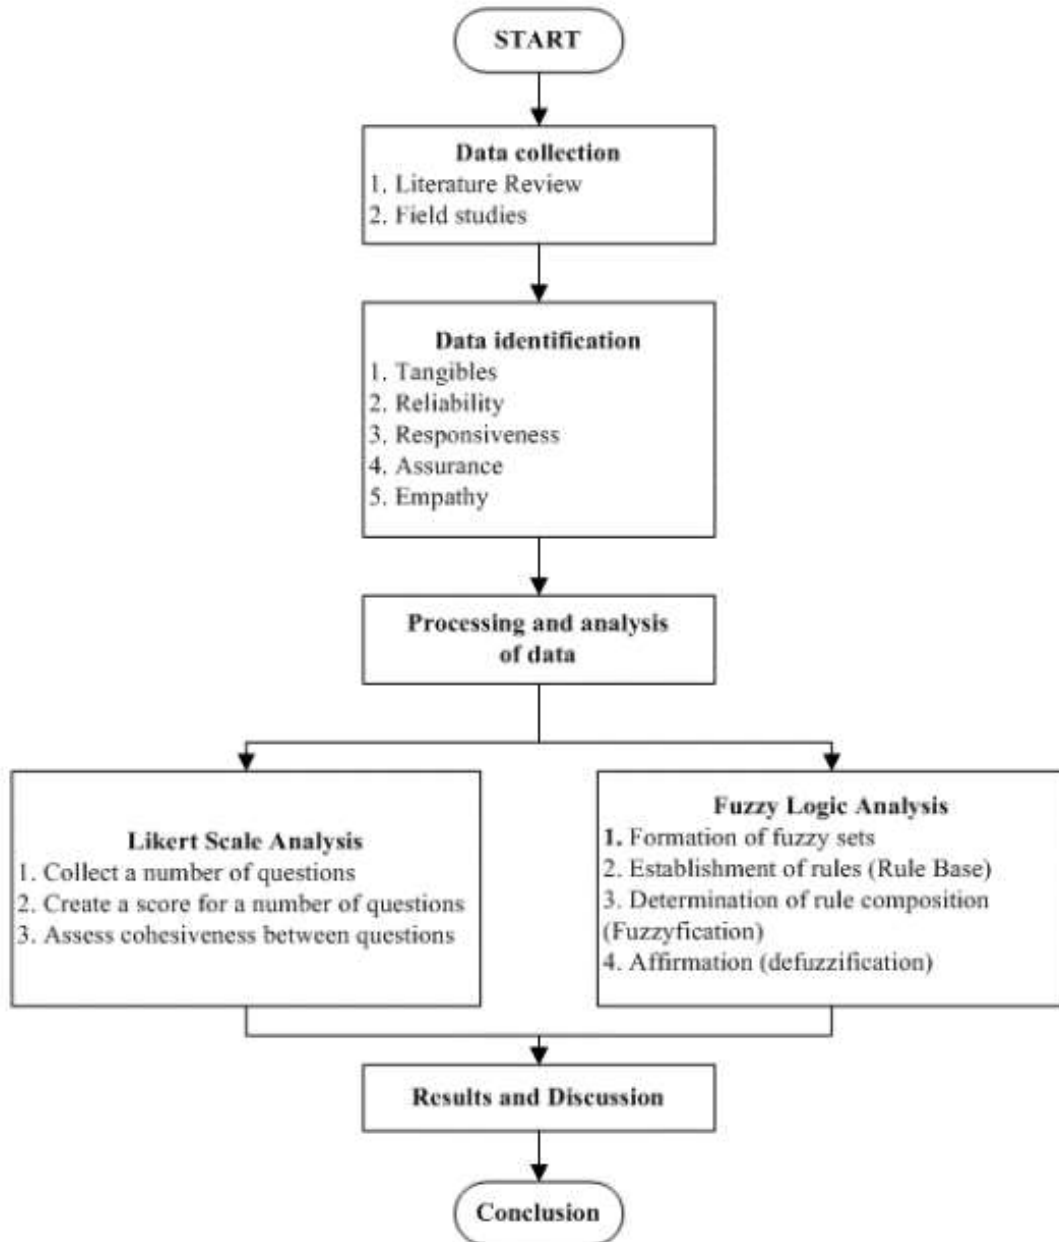 START
Data collection
1. Literature Review
2. Field studies
Data identification
1. Tangibles
2. Reliability
3. Responsiveness
4. Assurance
5. Empathy
Processing and analysis
of data
Likert Scale Analysis
1. Collect a number of questions
2. Create a score for a number of questions
3. Assess cohesiveness between questions
Fuzzy Logic Analysis
1. Formation of fuzzy sets
2. Establishment of rules (Rule Base)
3. Determination of rule composition
(Fuzzyfication)
4. Affirmation (defuzzification)
Results and Discussion
Conclusion